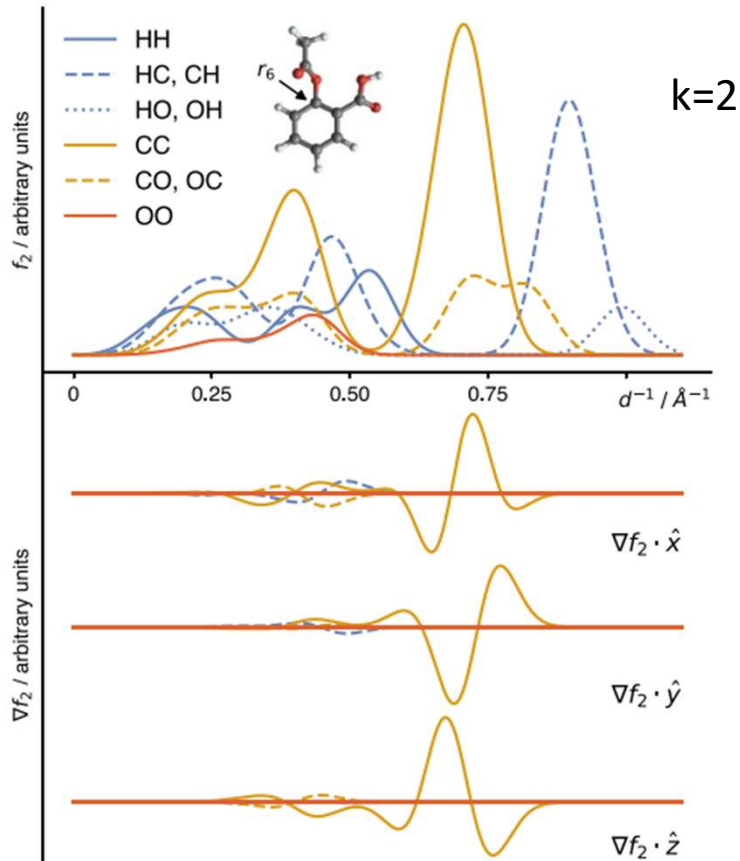 HH
HC, CH
HO, OH
CC
CO, OC
OO
r₆
k=2
f₂ / arbitrary units
0 0.25 0.50 0.75 d⁻¹ / Å⁻¹
∇f₂ · x̂
∇f₂ · ŷ
∇f₂ · ẑ
∇f₂ / arbitrary units